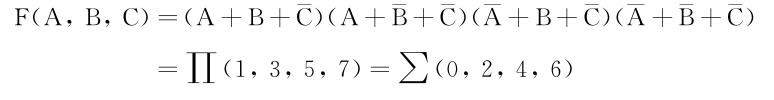 F(A, B, C) = (A + B + C̅)(A + B̅ + C̅)(A̅ + B + C̅)(A̅ + B̅ + C̅)
= ∏ (1, 3, 5, 7) = ∑ (0, 2, 4, 6)